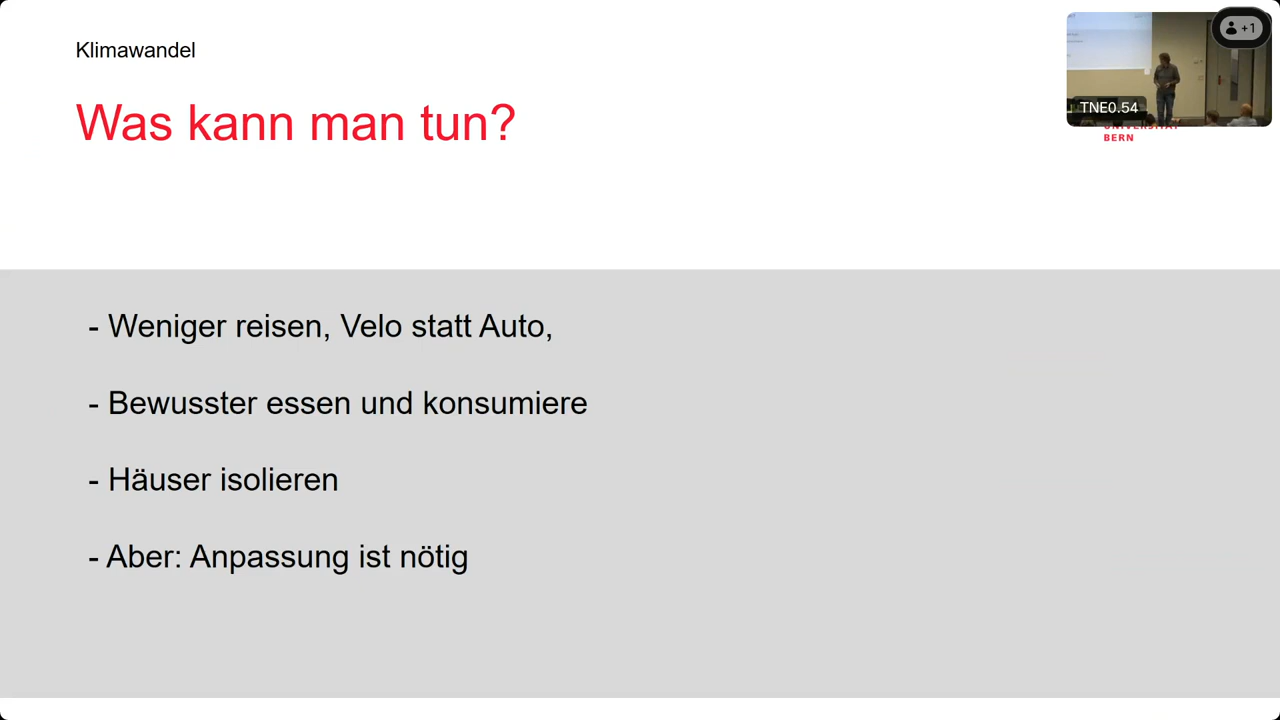 Klimawandel
Was kann man tun?
+1
TNE0.54
BERN
- Weniger reisen, Velo statt Auto,
- Bewusster essen und konsumiere
- Häuser isolieren
- Aber: Anpassung ist nötig